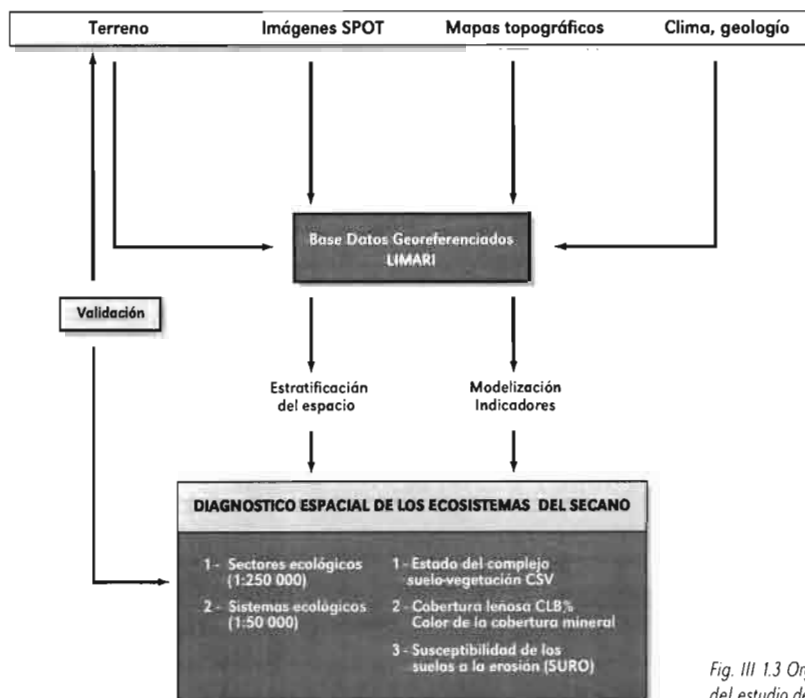 Terreno Imágenes SPOT Mapas topográficos Clima, geologío
Base Datos Georeferenciados
LIMARI
Validación
Estratificación
del espacio
Modelización
Indicadores
DIAGNOSTICO ESPACIAL DE LOS ECOSISTEMAS DEL SECANO
1 - Sectores ecológicos
(1:250 000)
2 - Sistemas ecológicos
(1:50 000)
1 - Estado del complejo
suelo-vegetación CSV
2 - Cobertura leñosa CLB%
Color de la cobertura mineral
3 - Susceptibilidad de los
suelos a la erosión (SURO)
Fig. III 1.3
del estudio